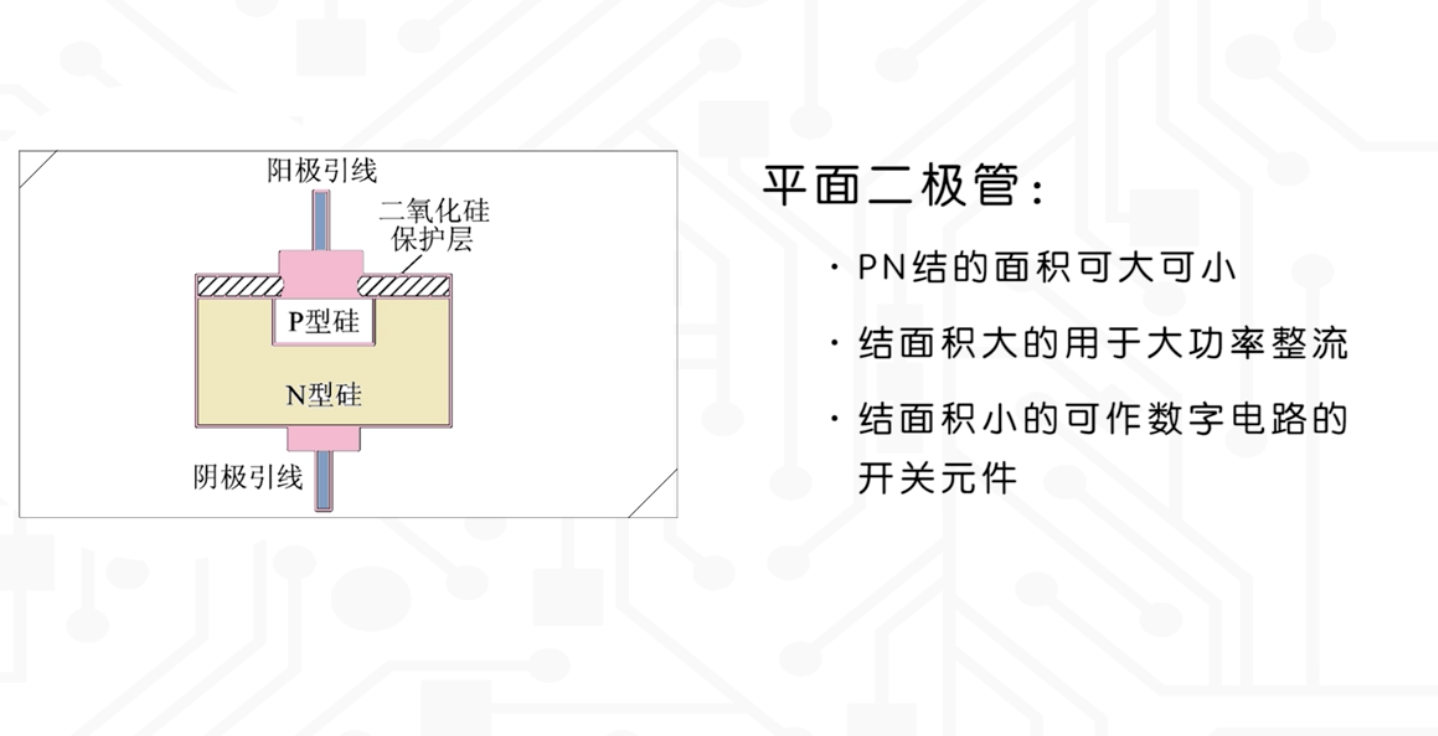 阳极引线
二氧化硅
保护层
P型硅
N型硅
阴极引线
平面二极管：
· PN结的面积可大可小
· 结面积大的用于大功率整流
· 结面积小的可作数字电路的
开关元件